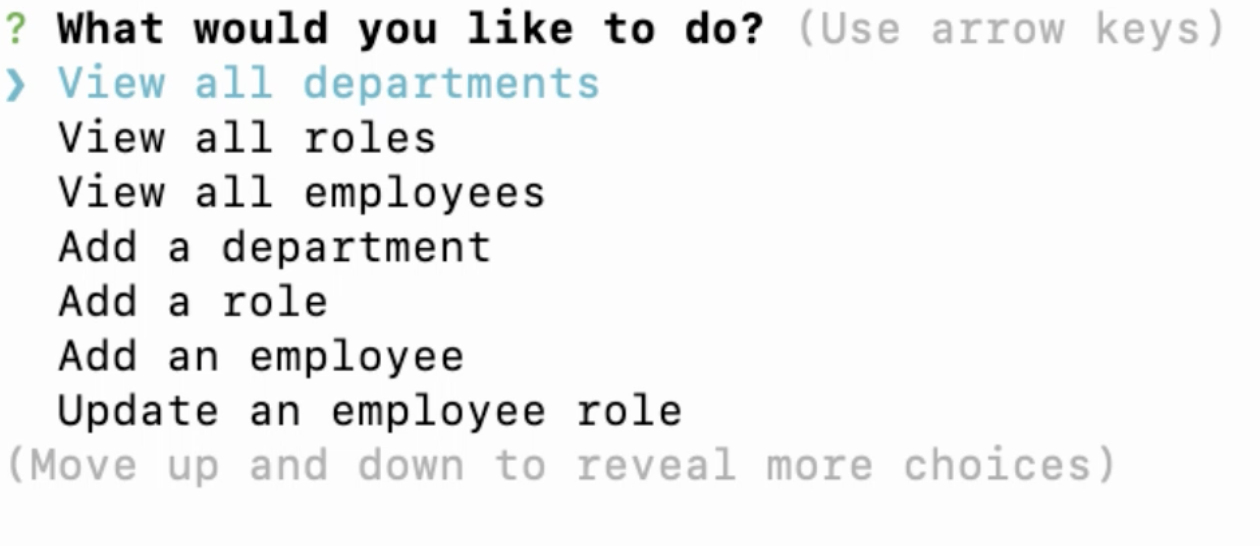 ? What would you like to do? (Use arrow keys)
❯ View all departments
View all roles
View all employees
Add a department
Add a role
Add an employee
Update an employee role
(Move up and down to reveal more choices)